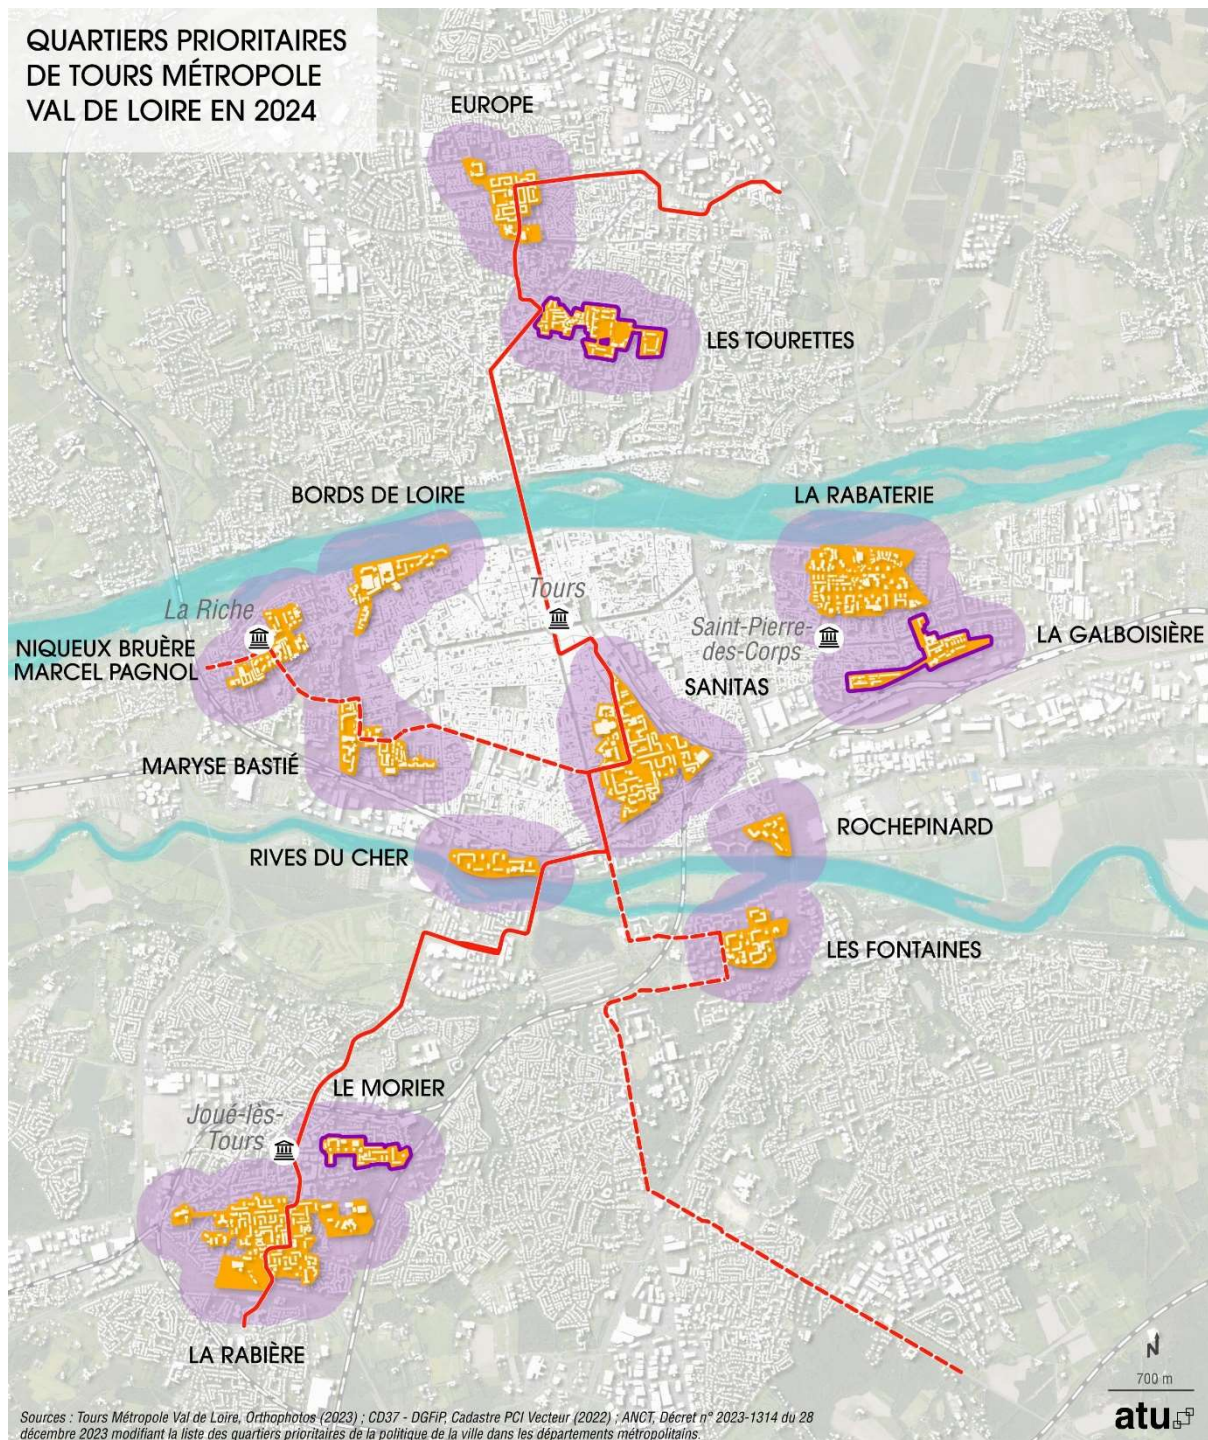 QUARTIERS PRIORITAIRES
DE TOURS MÉTROPOLE
VAL DE LOIRE EN 2024
EUROPE
LES TOURETTES
BORDS DE LOIRE
LA RABATERIE
La Riche
Tours
Saint-Pierre-
des-Corps
LA GALBOISIÈRE
NIQUEUX BRUÈRE
MARCEL PAGNOL
SANITAS
MARYSE BASTIÉ
ROCHEPINARD
RIVES DU CHER
LES FONTAINES
LE MORIER
Joué-lès-
Tours
LA RABIÈRE
N
700 m
atu
Sources : Tours Métropole Val de Loire, Orthophotos (2023) ; CD37 - DGFiP, Cadastre PCI Vecteur (2022) ; ANCT, Décret n° 2023-1314 du 28
décembre 2023 modifiant la liste des quartiers prioritaires de la politique de la ville dans les départements métropolitains.